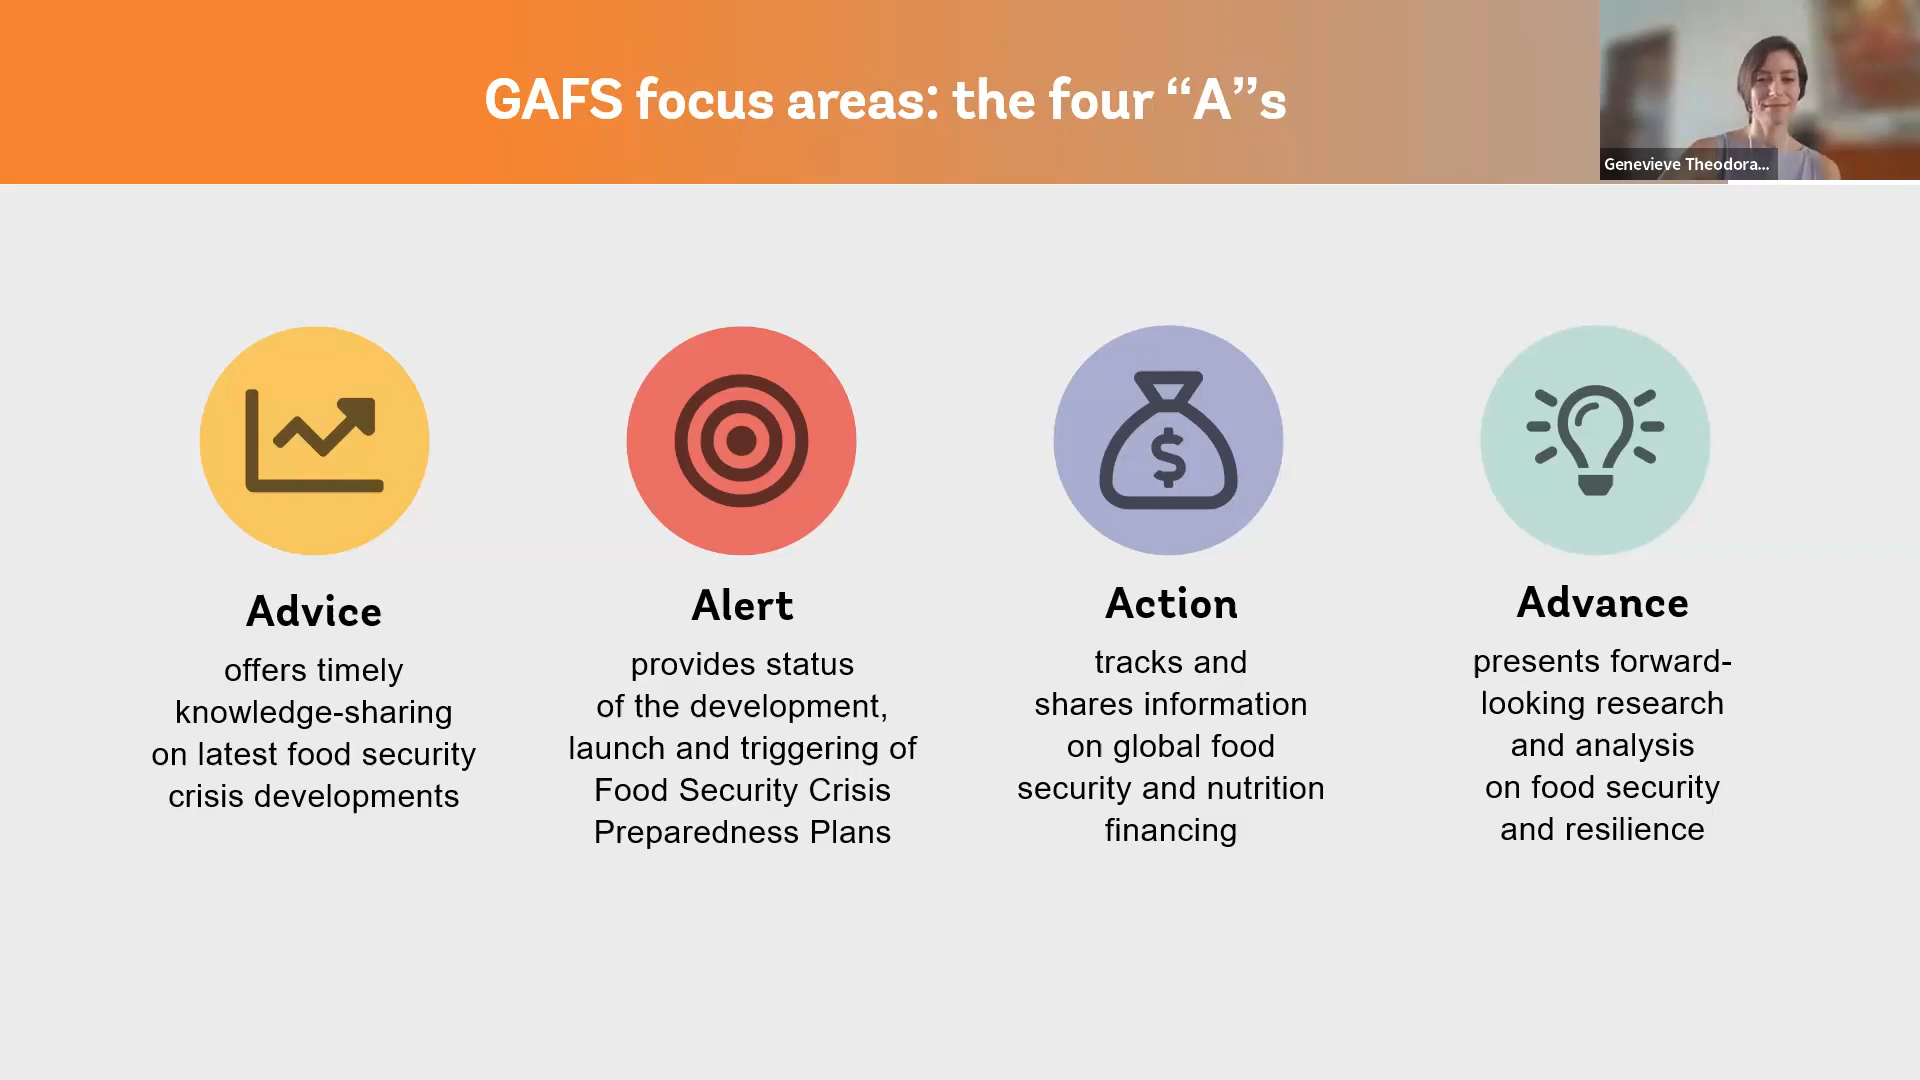 GAFS focus areas: the four “A”s
Genevieve Theodora...
Advice
offers timely
knowledge-sharing
on latest food security
crisis developments
Alert
provides status
of the development,
launch and triggering of
Food Security Crisis
Preparedness Plans
$
Action
tracks and
shares information
on global food
security and nutrition
financing
Advance
presents forward-
looking research
and analysis
on food security
and resilience